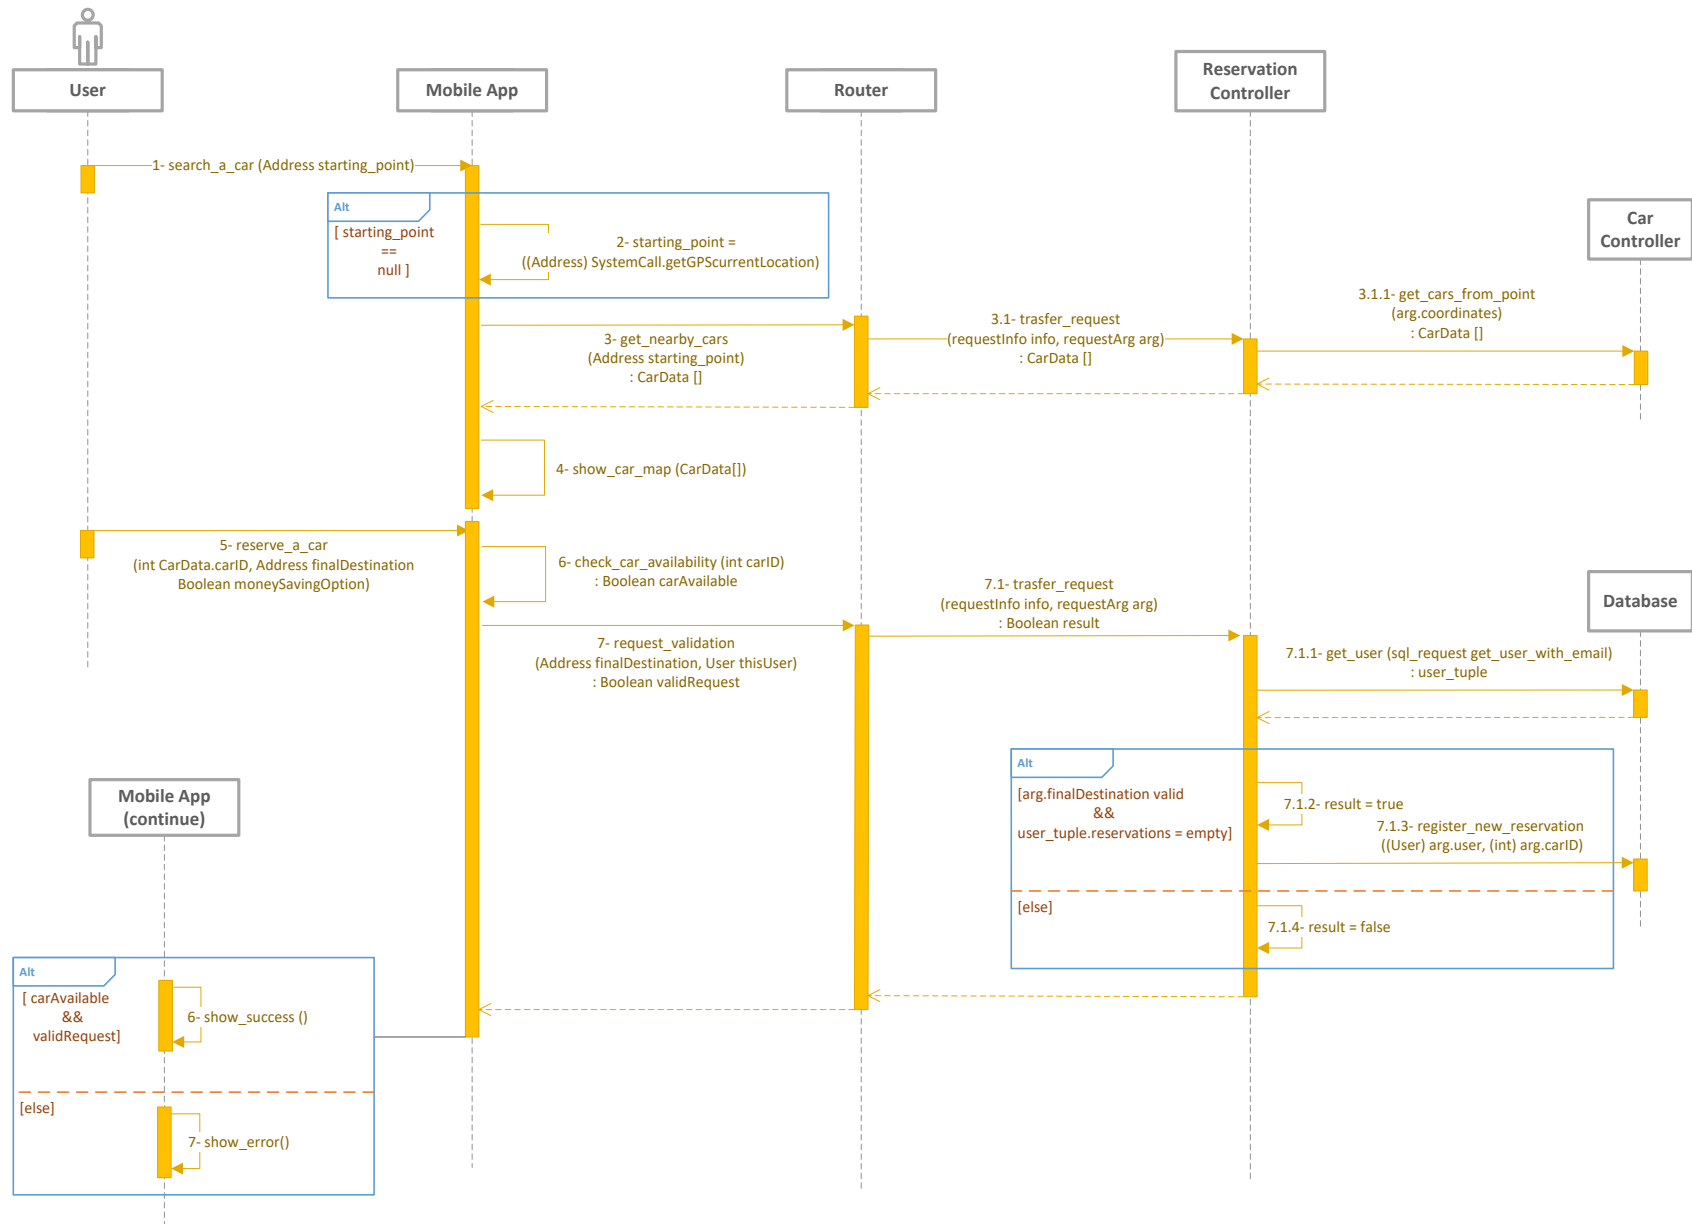 User
Mobile App
Router
Reservation
Controller
Car
Controller
1- search_a_car (Address starting_point)
Alt
[ starting_point
==
null ]
2- starting_point =
((Address) SystemCall.getGPScurrentLocation)
3- get_nearby_cars
(Address starting_point)
: CarData []
3.1- trasfer_request
(requestInfo info, requestArg arg)
: CarData []
3.1.1- get_cars_from_point
(arg.coordinates)
: CarData []
4- show_car_map (CarData[])
5- reserve_a_car
(int CarData.carID, Address finalDestination
Boolean moneySavingOption)
6- check_car_availability (int carID)
: Boolean carAvailable
7- request_validation
(Address finalDestination, User thisUser)
: Boolean validRequest
7.1- trasfer_request
(requestInfo info, requestArg arg)
: Boolean result
Database
7.1.1- get_user (sql_request get_user_with_email)
: user_tuple
Alt
[arg.finalDestination valid
&&
user_tuple.reservations = empty]
7.1.2- result = true
7.1.3- register_new_reservation
((User) arg.user, (int) arg.carID)
[else]
7.1.4- result = false
Mobile App
(continue)
Alt
[ carAvailable
&&
validRequest]
6- show_success ()
[else]
7- show_error()